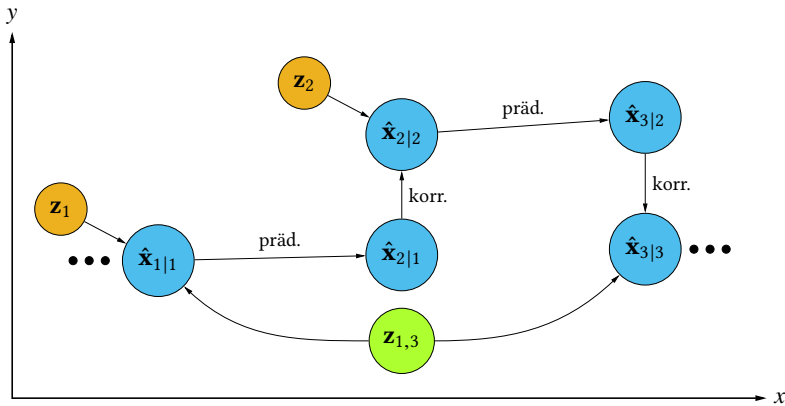 y
z₂
x̂₂|₂
präd.
x̂₃|₂
korr.
korr.
z₁
x̂₁|₁
präd.
x̂₂|₁
x̂₃|₃
z₁,₃
x